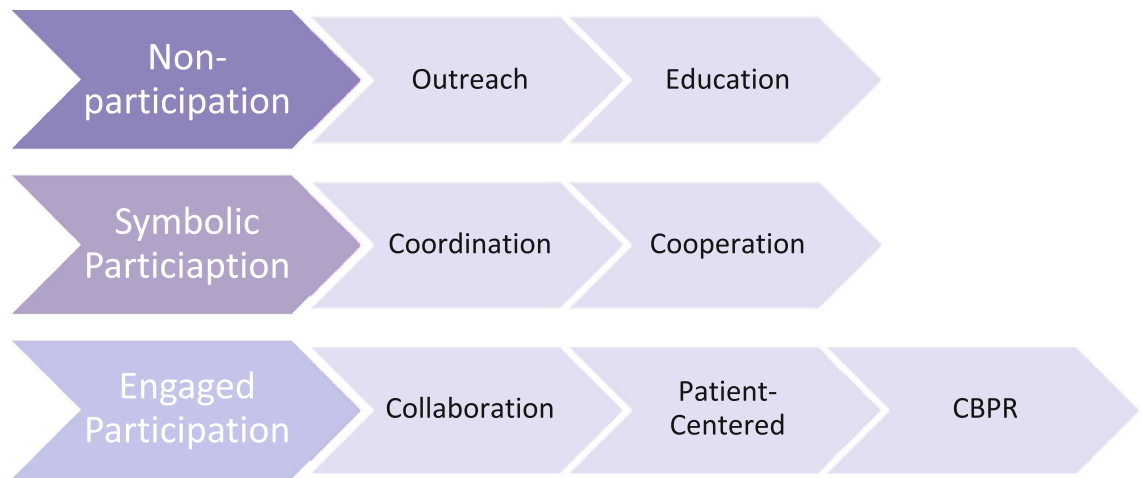 Non-
participation
Outreach
Education
Symbolic
Particiaption
Coordination
Cooperation
Engaged
Participation
Collaboration
Patient-
Centered
CBPR